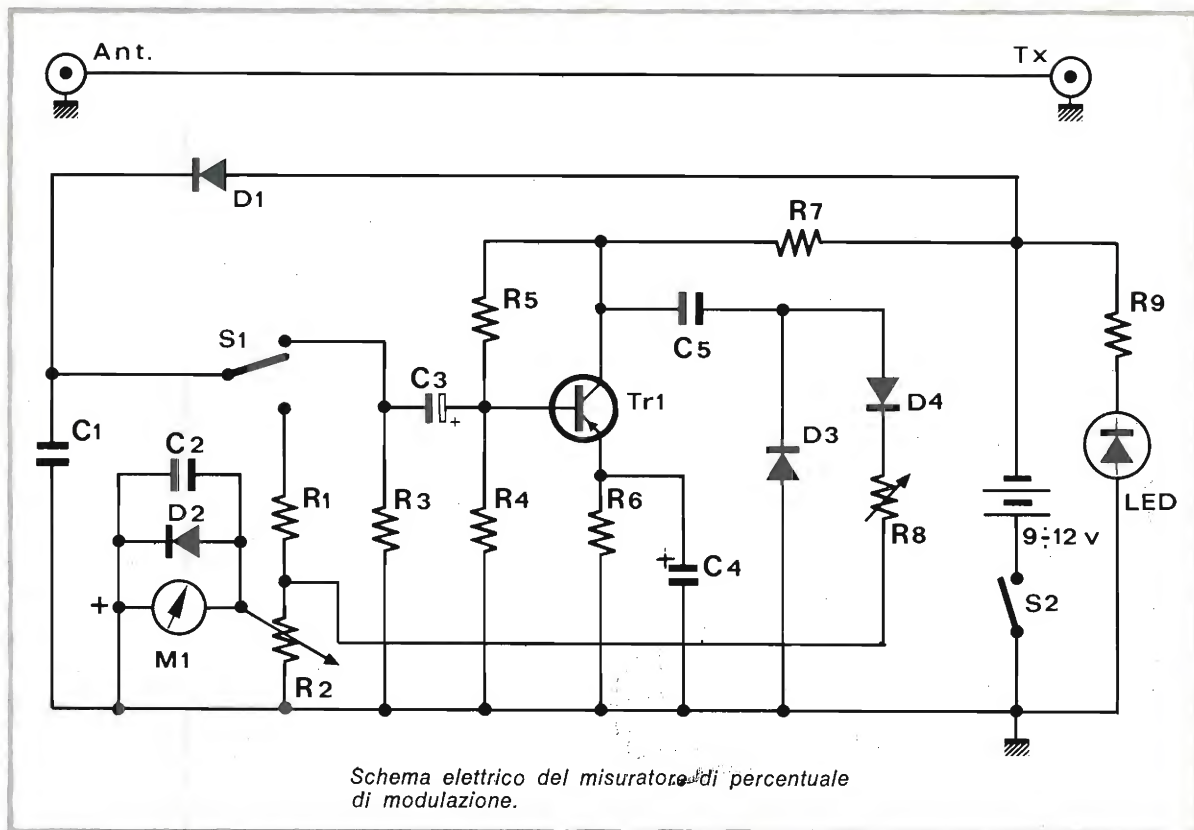 Ant.
Tx
D1
R7
R5
R9
S1
C5
C3
+
Tr1
D4
C1
C2
D3
R1
R3
R4
R6
R8
LED
D2
9÷12 v
+
C4
S2
+
M1
R2
Schema elettrico del misuratore di percentuale
di modulazione.